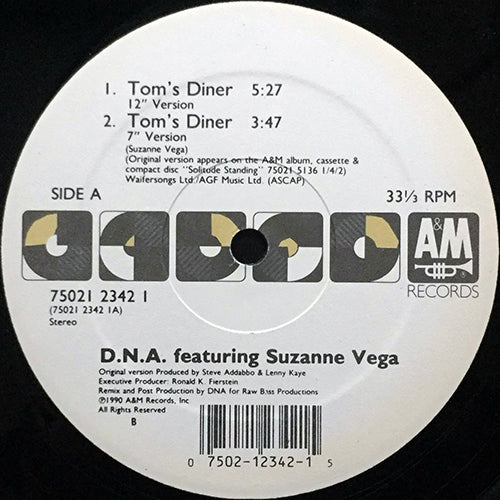 1. Tom's Diner 5:27
12" Version
2. Tom's Diner 3:47
7" Version
(Suzanne Vega)
(Original version appears on the A&M album, cassette &
compact disc "Solitude Standing" 75021 5136 1/4/2)
Waifersongs Ltd./AGF Music Ltd. (ASCAP)
SIDE A
33⅓ RPM
A&M
RECORDS
75021 2342 1
(75021 2342 1A)
Stereo
D.N.A. featuring Suzanne Vega
Original version Produced by Steve Addabbo & Lenny Kaye
Executive Producer: Ronald K. Fierstein
Remix and Post Production by DNA for Raw B,ss Productions
℗1990 A&M Records, Inc
All Rights Reserved
B
0 7502-12342-1 5